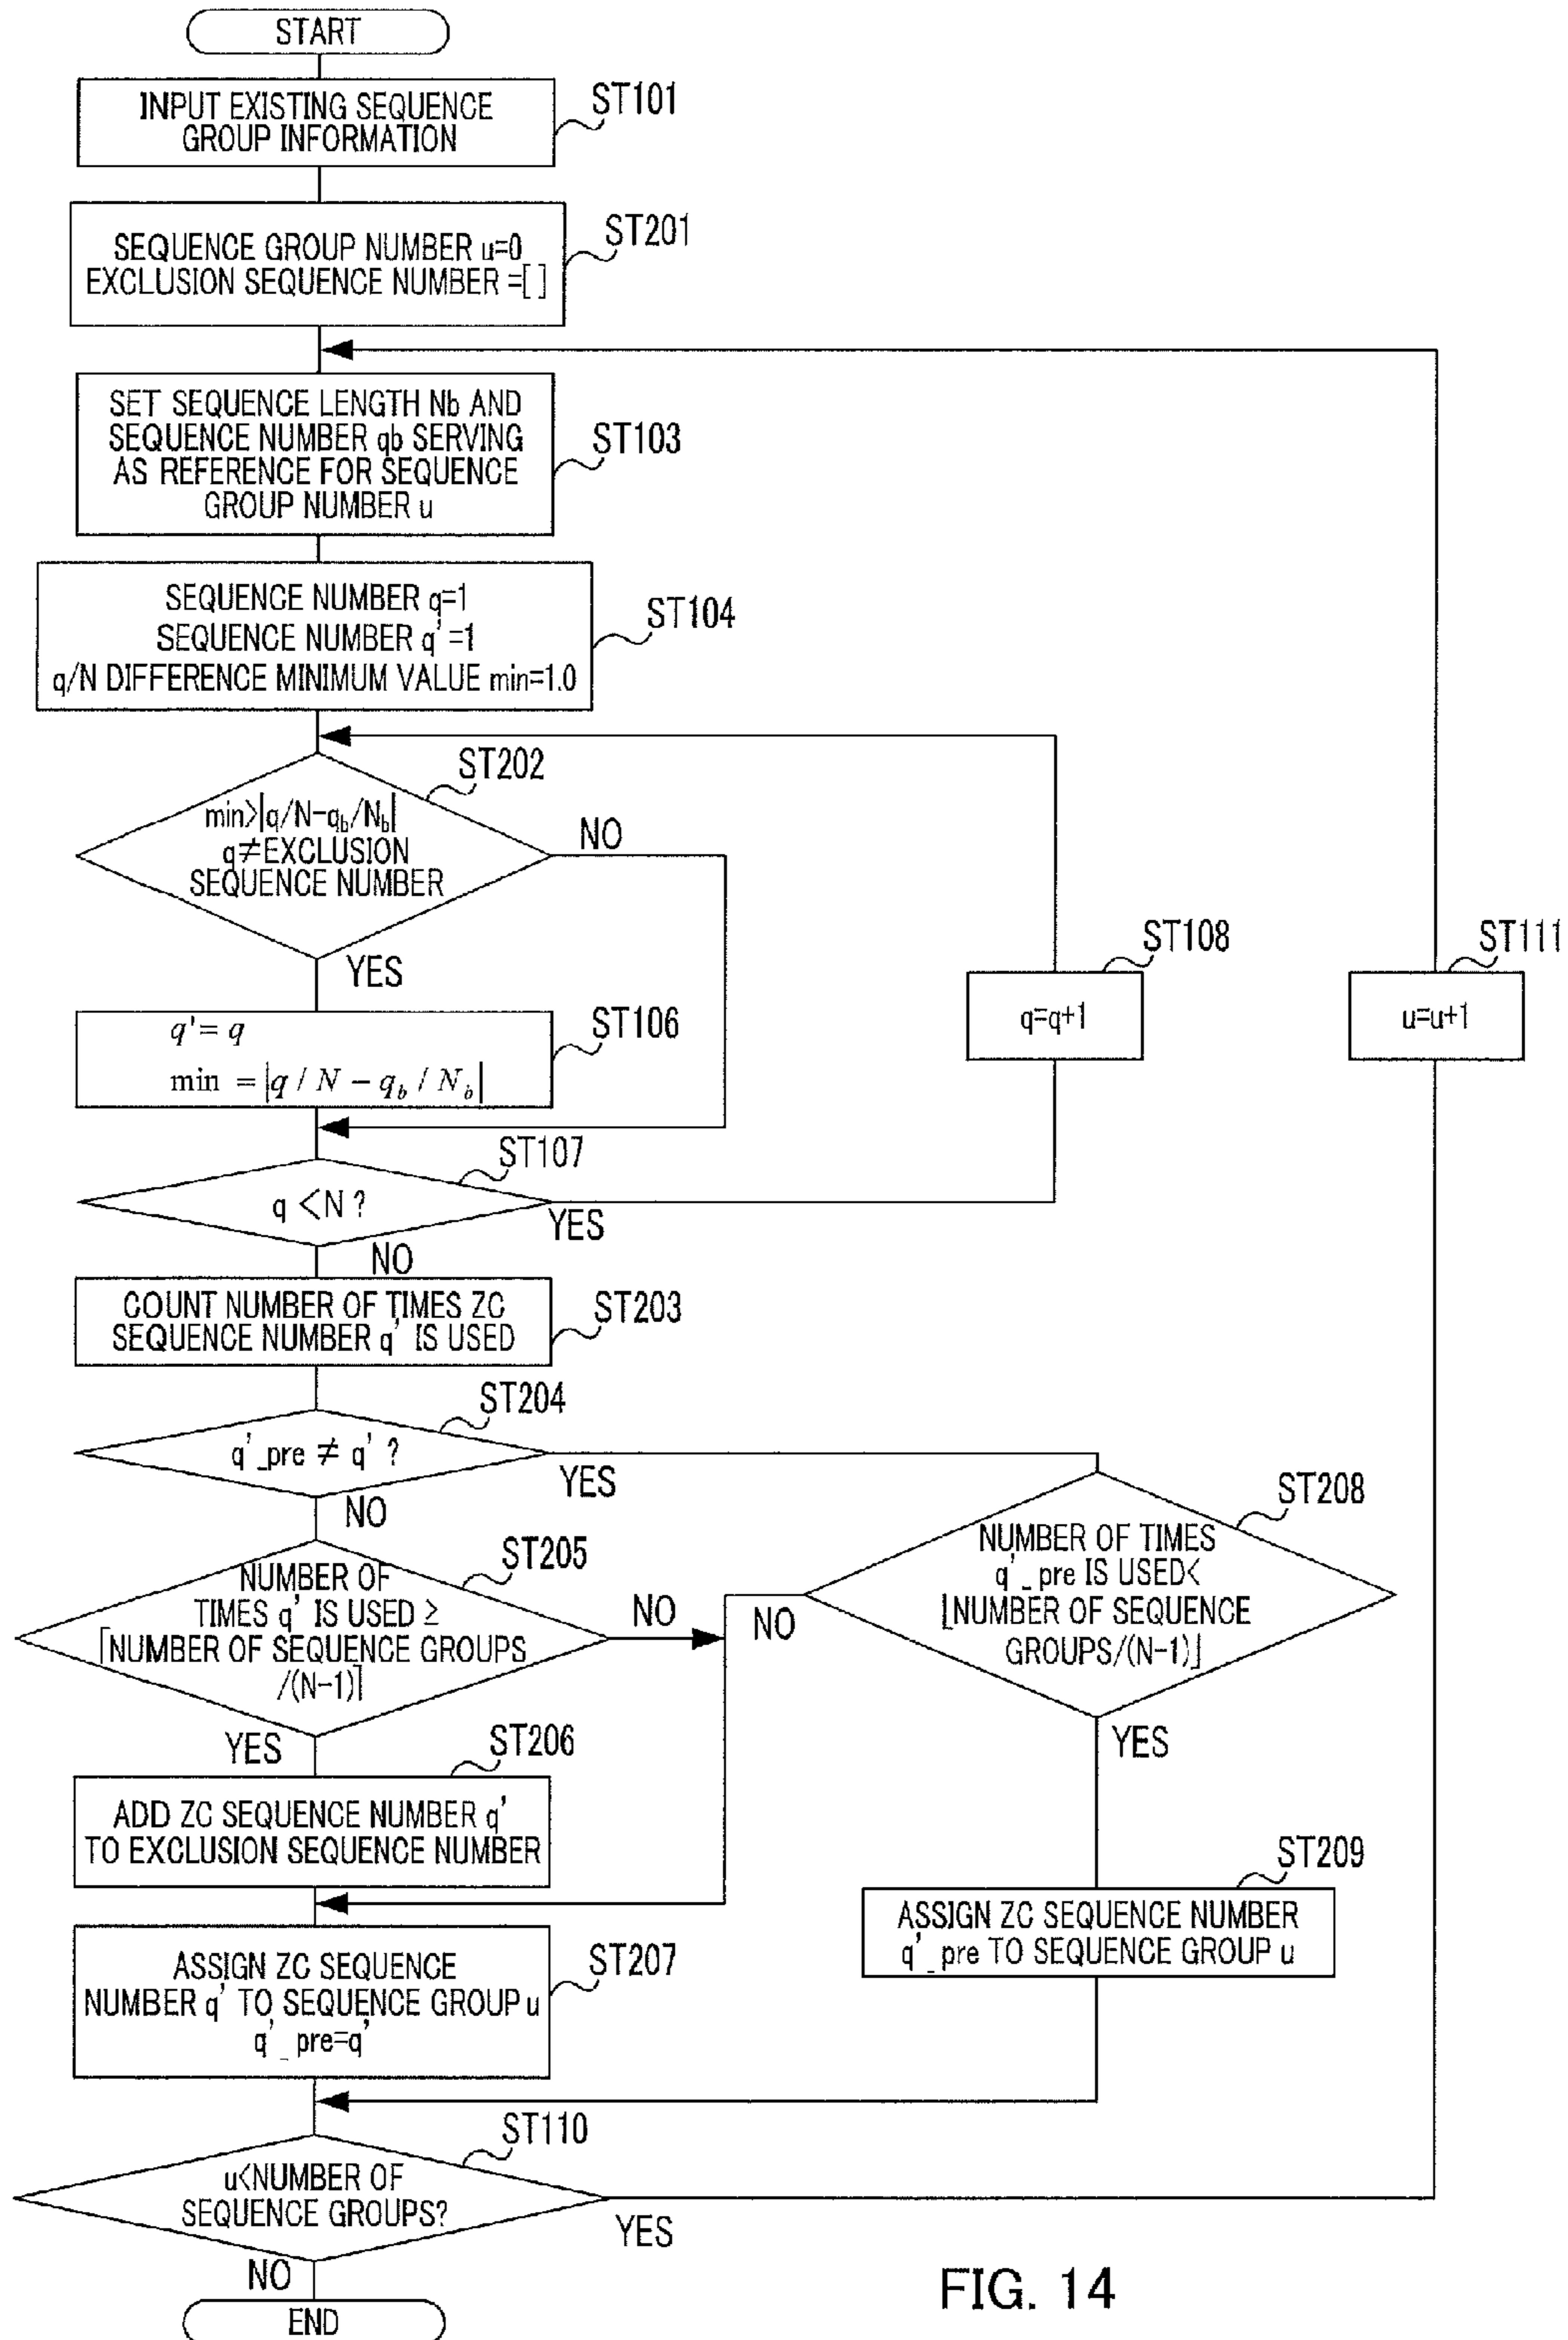 START
INPUT EXISTING SEQUENCE
GROUP INFORMATION
ST101
SEQUENCE GROUP NUMBER u=0
EXCLUSION SEQUENCE NUMBER =[ ]
ST201
SET SEQUENCE LENGTH Nb AND
SEQUENCE NUMBER qb SERVING
AS REFERENCE FOR SEQUENCE
GROUP NUMBER u
ST103
SEQUENCE NUMBER q=1
SEQUENCE NUMBER q'=1
q/N DIFFERENCE MINIMUM VALUE min=1.0
ST104
min>|q/N-q_b/N_b|
q≠EXCLUSION
SEQUENCE NUMBER
ST202
NO
YES
q'= q
min = |q / N − q_b / N_b|
ST106
q=q+1
ST108
u=u+1
ST111
q <N ?
ST107
YES
NO
COUNT NUMBER OF TIMES ZC
SEQUENCE NUMBER q' IS USED
ST203
q'_pre ≠ q' ?
ST204
YES
NO
NUMBER OF
TIMES q' IS USED ≥
⌈NUMBER OF SEQUENCE GROUPS
/(N-1)⌉
ST205
NO
YES
NUMBER OF TIMES
q'_pre IS USED<
⌊NUMBER OF SEQUENCE
GROUPS/(N-1)⌋
ST208
NO
YES
ADD ZC SEQUENCE NUMBER q'
TO EXCLUSION SEQUENCE NUMBER
ST206
ASSIGN ZC SEQUENCE NUMBER
q'_pre TO SEQUENCE GROUP u
ST209
ASSIGN ZC SEQUENCE
NUMBER q' TO SEQUENCE GROUP u
q'_pre=q'
ST207
u<NUMBER OF
SEQUENCE GROUPS?
ST110
YES
NO
END
FIG. 14